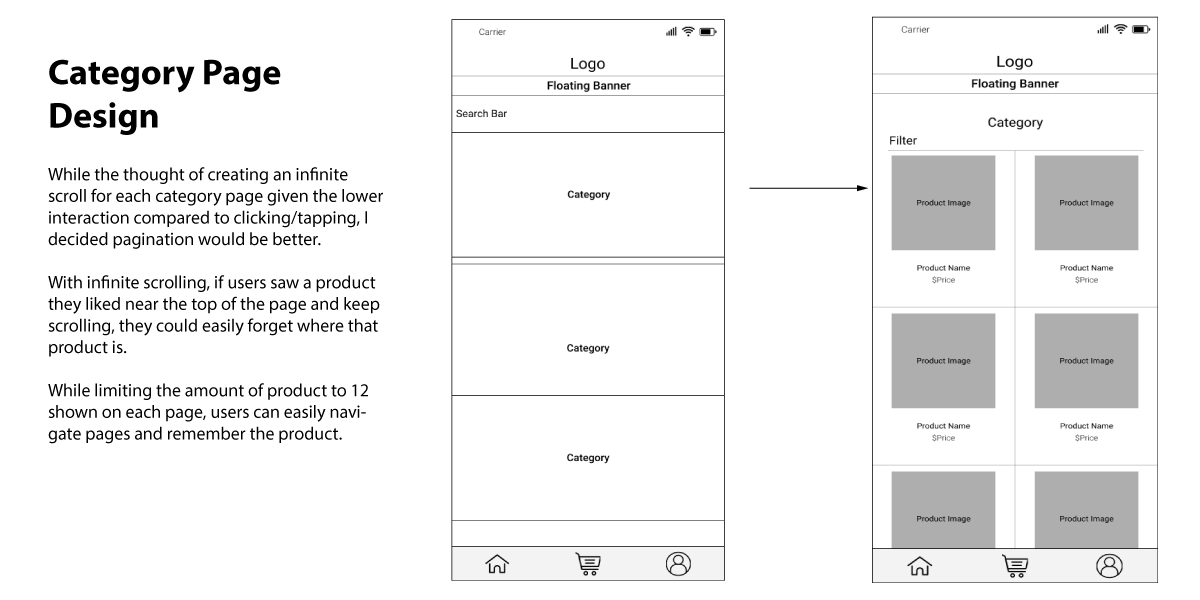 Category Page
Design
While the thought of creating an infinite
scroll for each category page given the lower
interaction compared to clicking/tapping, I
decided pagination would be better.
With infinite scrolling, if users saw a product
they liked near the top of the page and keep
scrolling, they could easily forget where that
product is.
While limiting the amount of product to 12
shown on each page, users can easily navi-
gate pages and remember the product.
Carrier
Logo
Floating Banner
Search Bar
Category
Category
Category
Carrier
Logo
Floating Banner
Category
Filter
Product Image Product Image
Product Name Product Name
$Price $Price
Product Image Product Image
Product Name Product Name
$Price $Price
Product Image Product Image